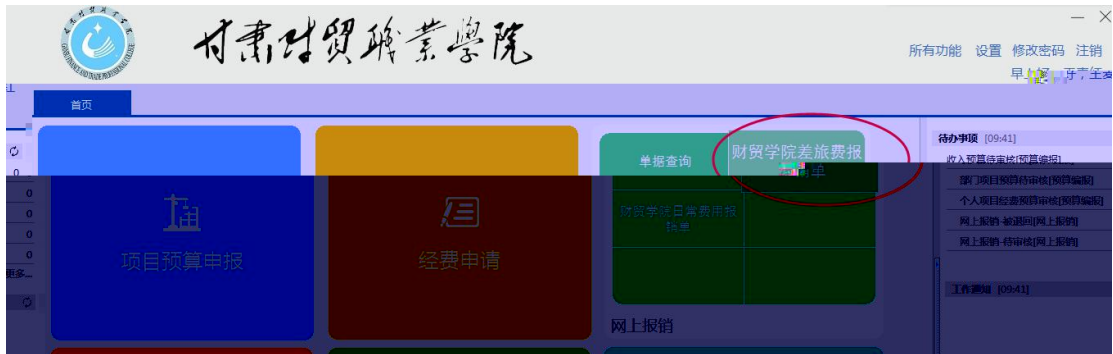 甘肃财贸职业学院
所有功能 设置 修改密码 注销
早上好
首页
单据查询
财贸学院差旅费报
销单
财贸学院日常费用报
销单
项目预算申报
经费申请
网上报销
0
0
0
0
0
更多...
待办事项 [09:41]
收入预算待审核[预算编报]
部门项目预算待审核[预算编报]
个人项目经费预算审核[预算编报]
网上报销-被退回[网上报销]
网上报销-待审核[网上报销]
工作通知 [09:41]